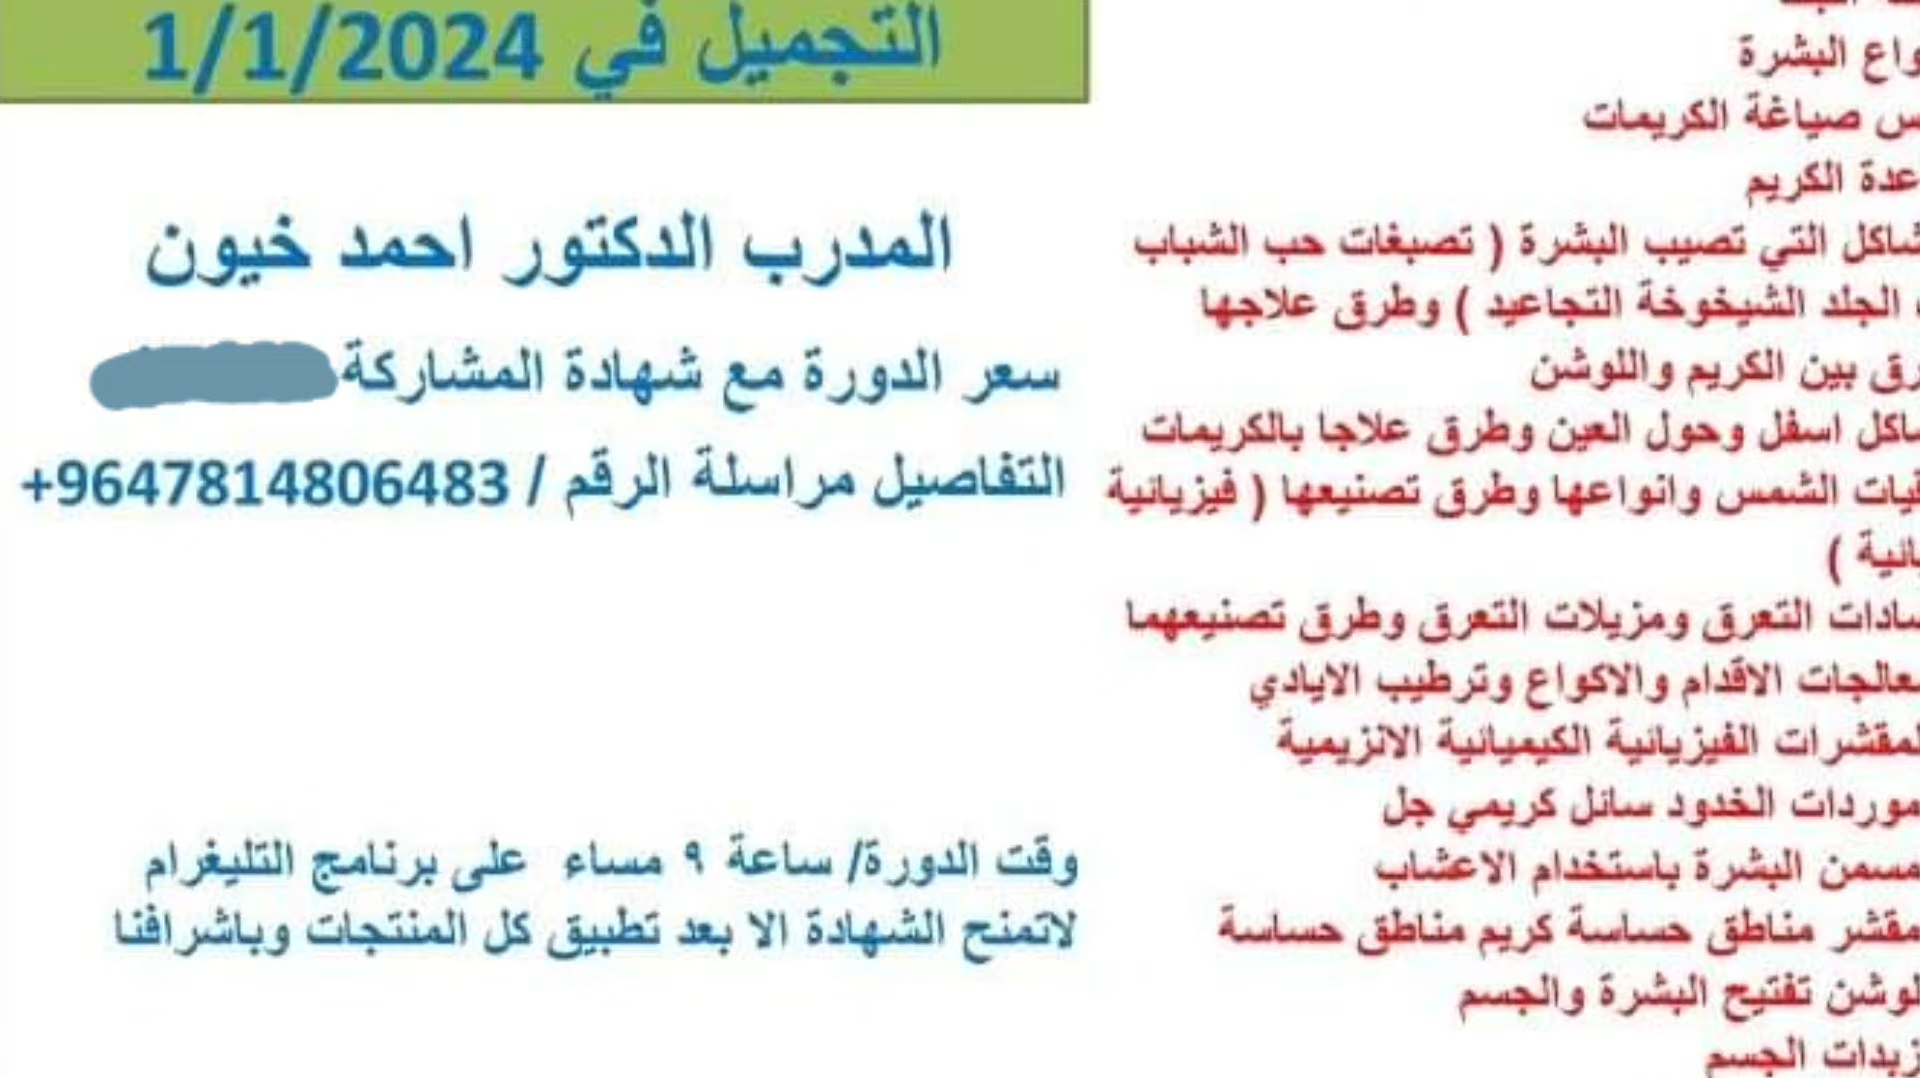 التجميل في 1/1/2024
المدرب الدكتور احمد خيون
سعر الدورة مع شهادة المشاركة
التفاصيل مراسلة الرقم / 9647814806483+
وقت الدورة/ ساعة ٩ مساء على برنامج التليغرام
لاتمنح الشهادة الا بعد تطبيق كل المنتجات وباشرافنا
واع البشرة
س صياغة الكريمات
عدة الكريم
شاكل التي تصيب البشرة ( تصبغات حب الشباب
الجلد الشيخوخة التجاعيد ) وطرق علاجها
رق بين الكريم واللوشن
ماكل اسفل وحول العين وطرق علاجا بالكريمات
قيات الشمس وانواعها وطرق تصنيعها ( فيزيائية
يائية )
سادات التعرق ومزيلات التعرق وطرق تصنيعهما
معالجات الاقدام والاكواع وترطيب الايادي
لمقشرات الفيزيائية الكيميائية الانزيمية
موردات الخدود سائل كريمي جل
مسمن البشرة باستخدام الاعشاب
مقشر مناطق حساسة كريم مناطق حساسة
لوشن تفتيح البشرة والجسم
زبدات الجسم